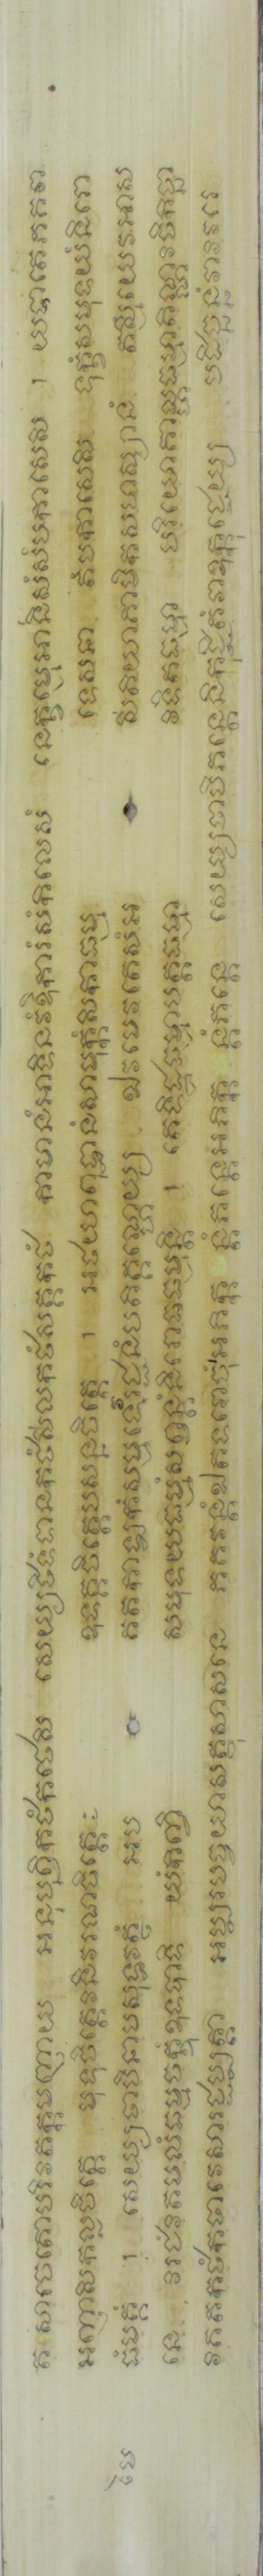 ត សាចេតោបរិវតក្កមញ្ញាយ អនុបុព្វិកថំកថេសិ សេយ្យថិទំ ទានកថំសីលកថំសត្តកថំ កាមានំអាទិនវំឱការំសំកិលេសំ នេក្ខម្មេអានិសំសំបកាសេសិ ។ យទាតេភកវា
អញ្ញាសិកល្លចិត្តេ មុទុចិត្តេវិនិវរណចិត្តេ ឧទគ្គចិត្តេបសន្នចិត្តេ ។ អថយាពុទ្ធានំសាមុក្កំសិកាធម្ម ទេសនា តំបកាសេសិ ទុក្ខំសមុទយំនិរោ
ធំមគ្គំ ។ សេយ្យថាបិនាមសុទ្ធវត្ថំ អប កតកាឡកំសម្មទេវរជ្ជនំបតិគ្គណ្ហេយ្យ ឯវមេវតេសំអ សីតិយាគាមិកសហស្សានំ តស្មិយេវអាស
នេ វិរជំវីតមលំធម្មចក្ខុំឧទបាទិ យំកិញ្ចិ សមុទយធម្មំសព្វន្តំនិរោធធម្មន្តិ ។ តេទិដ្ឋធម្មាបត្តធម្មា វិទិតធម្មា បរិយោកាឡ្ហធម្មាតិណ្ណវិចិកិច្ឆា
វិកតកថំកថាវេសារជ្ជប្បត្តា អប្បរប្បច្ចយាសត្ថុសាសនេ ភកវន្តំឯតទវោចុំអភិក្ក ន្តំភន្តេអភិក្ក ន្តំភន្តេ សេយ្យថាបិភន្តេនិកុជ្ជិតំវាឧក្កុជ្ជេយ្យ បដិច្ឆន្នំវាវិវរេ